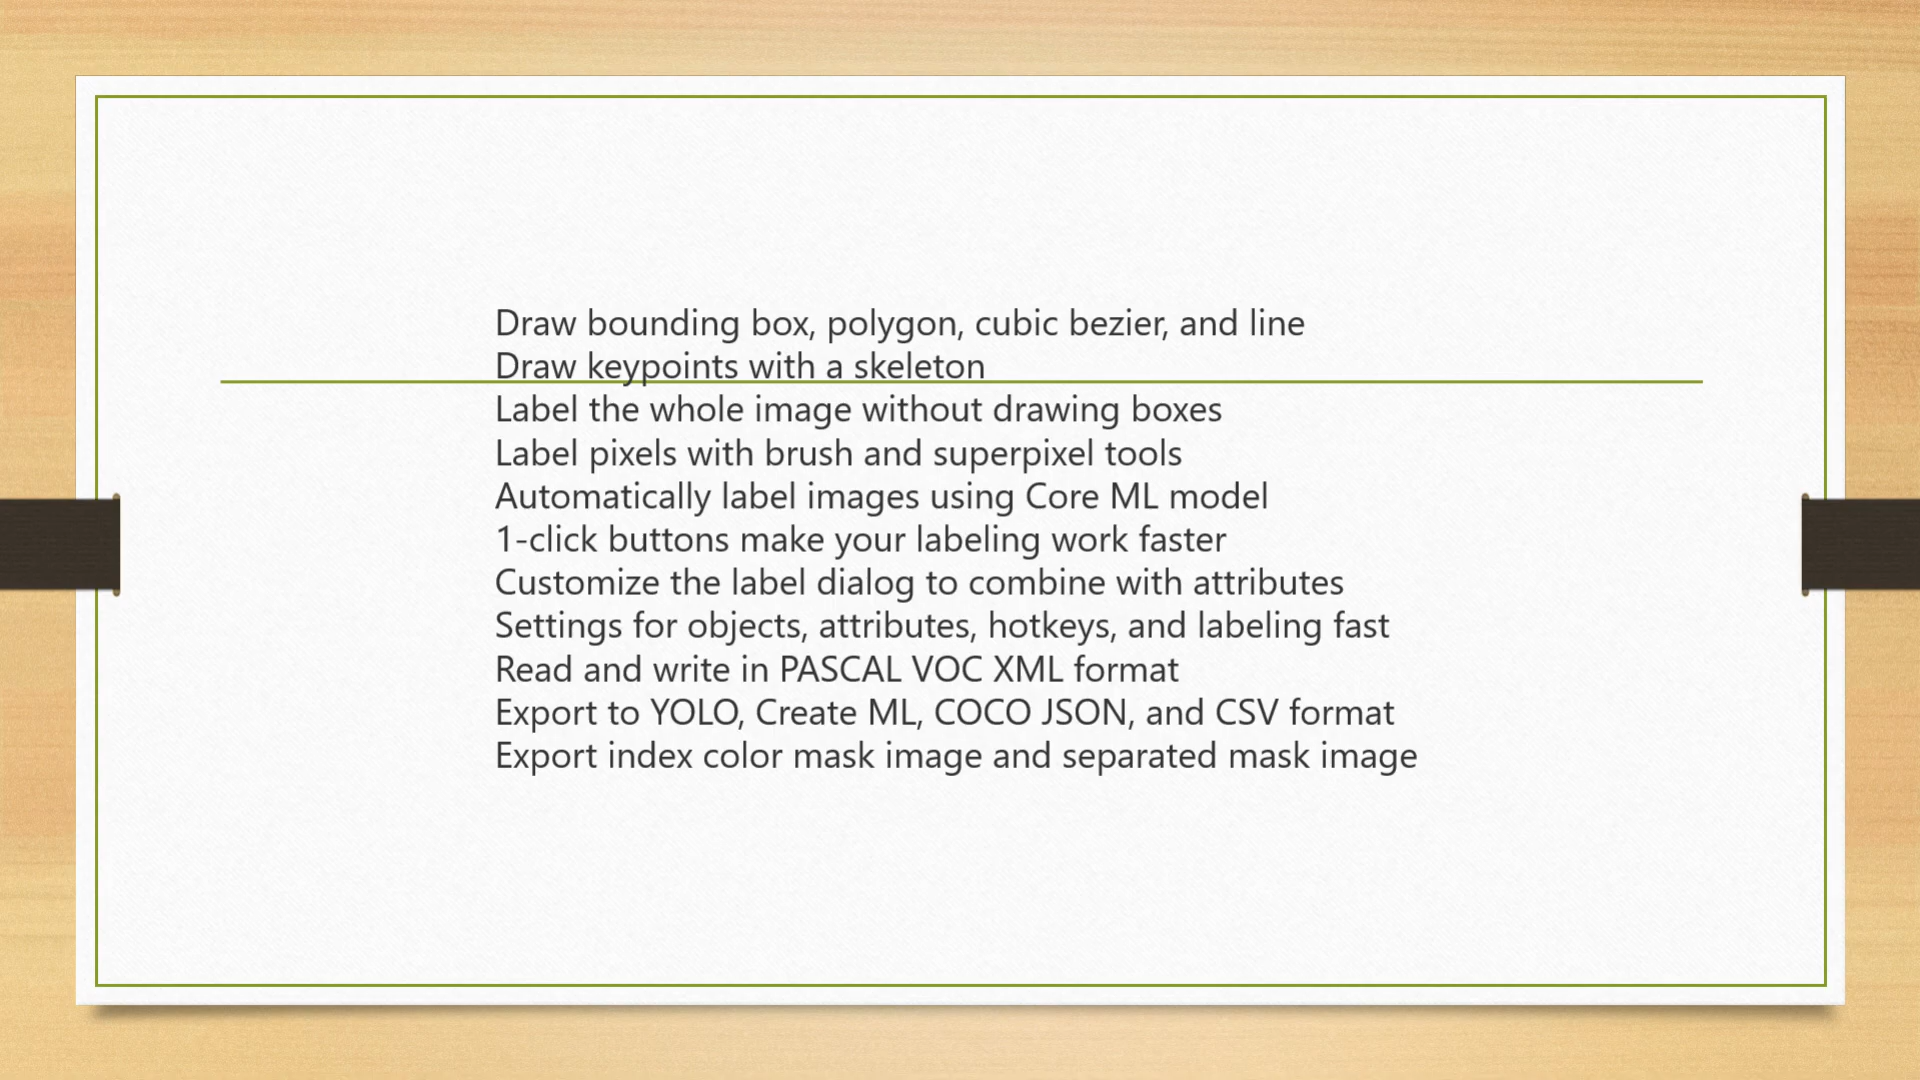 Draw bounding box, polygon, cubic bezier, and line
Draw keypoints with a skeleton
Label the whole image without drawing boxes
Label pixels with brush and superpixel tools
Automatically label images using Core ML model
1-click buttons make your labeling work faster
Customize the label dialog to combine with attributes
Settings for objects, attributes, hotkeys, and labeling fast
Read and write in PASCAL VOC XML format
Export to YOLO, Create ML, COCO JSON, and CSV format
Export index color mask image and separated mask image